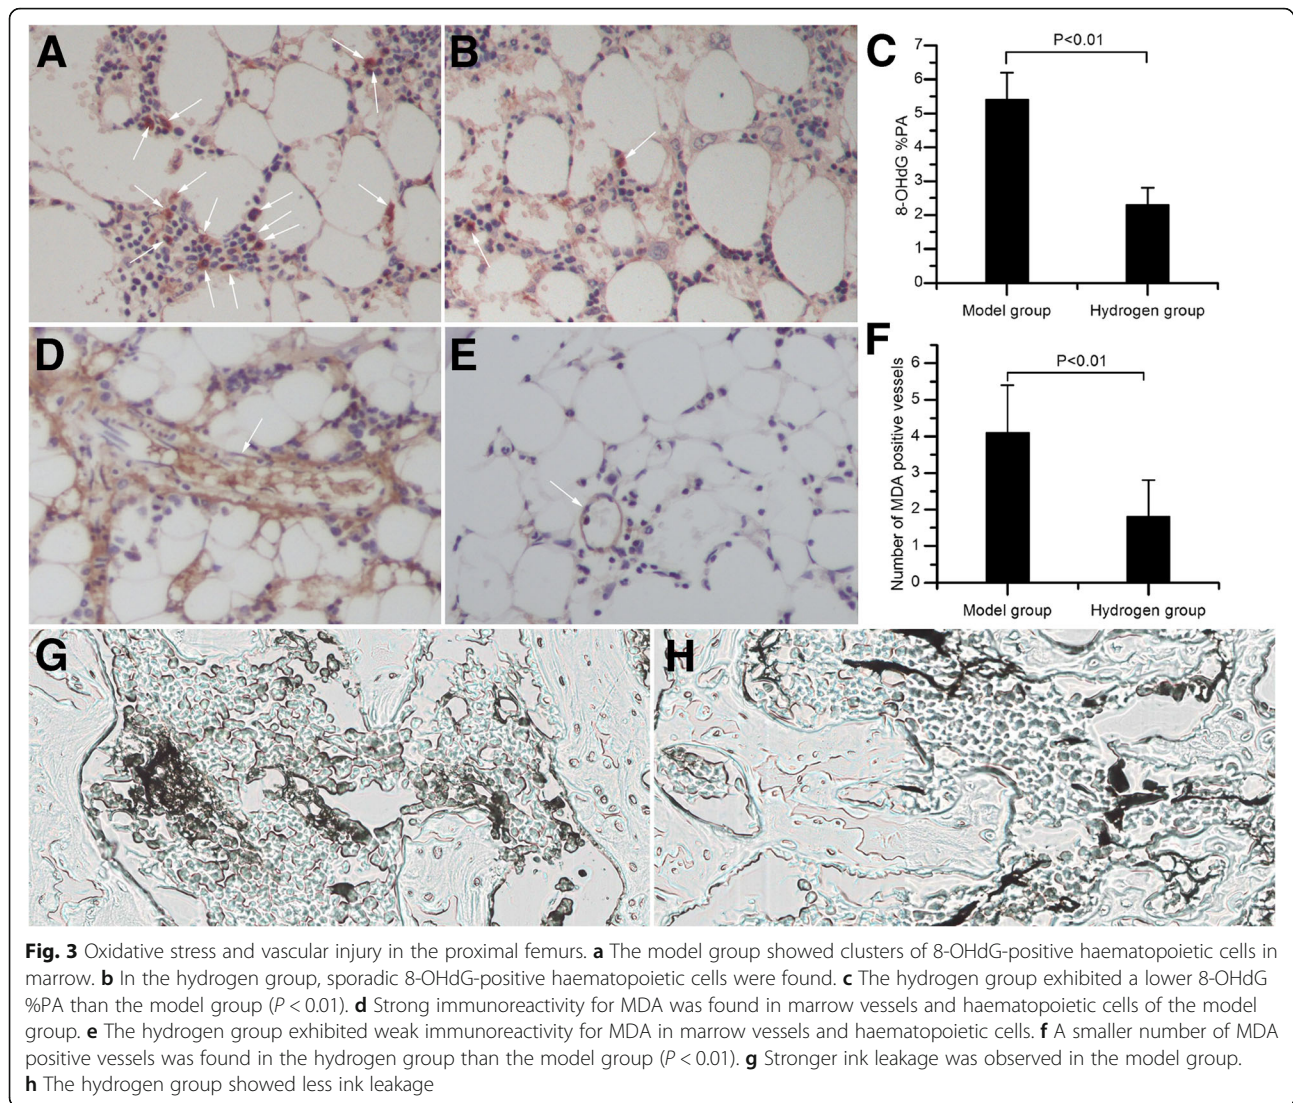 A
B
C
P<0.01
8-OHdG %PA
7
6
5
4
3
2
1
0
Model group
Hydrogen group
D
E
F
P<0.01
Number of MDA positive vessels
6
5
4
3
2
1
0
Model group
Hydrogen group
G
H
Fig. 3 Oxidative stress and vascular injury in the proximal femurs. a The model group showed clusters of 8-OHdG-positive haematopoietic cells in
marrow. b In the hydrogen group, sporadic 8-OHdG-positive haematopoietic cells were found. c The hydrogen group exhibited a lower 8-OHdG
%PA than the model group (P < 0.01). d Strong immunoreactivity for MDA was found in marrow vessels and haematopoietic cells of the model
group. e The hydrogen group exhibited weak immunoreactivity for MDA in marrow vessels and haematopoietic cells. f A smaller number of MDA
positive vessels was found in the hydrogen group than the model group (P < 0.01). g Stronger ink leakage was observed in the model group.
h The hydrogen group showed less ink leakage